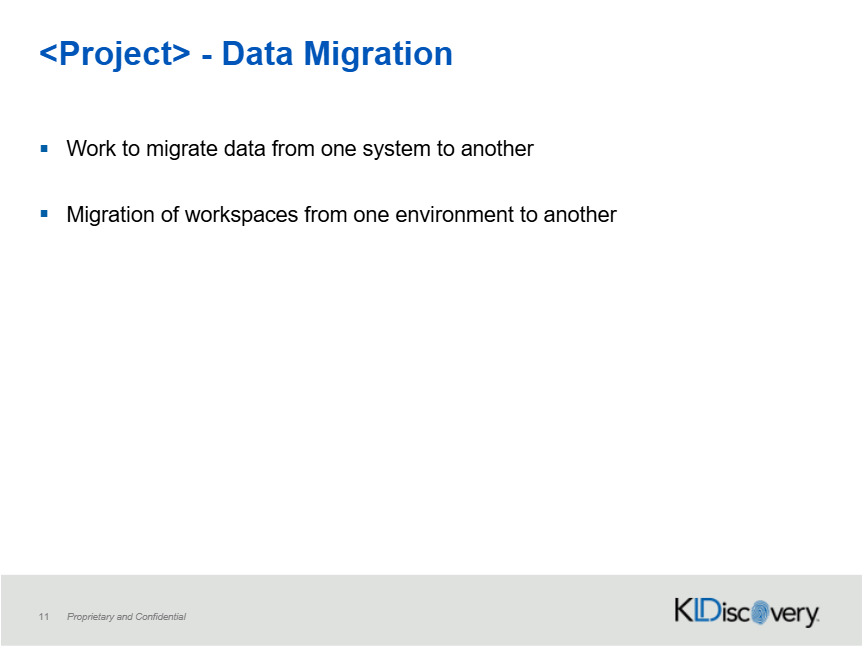 <Project> - Data Migration
▪ Work to migrate data from one system to another
▪ Migration of workspaces from one environment to another
11 Proprietary and Confidential
KLDiscovery